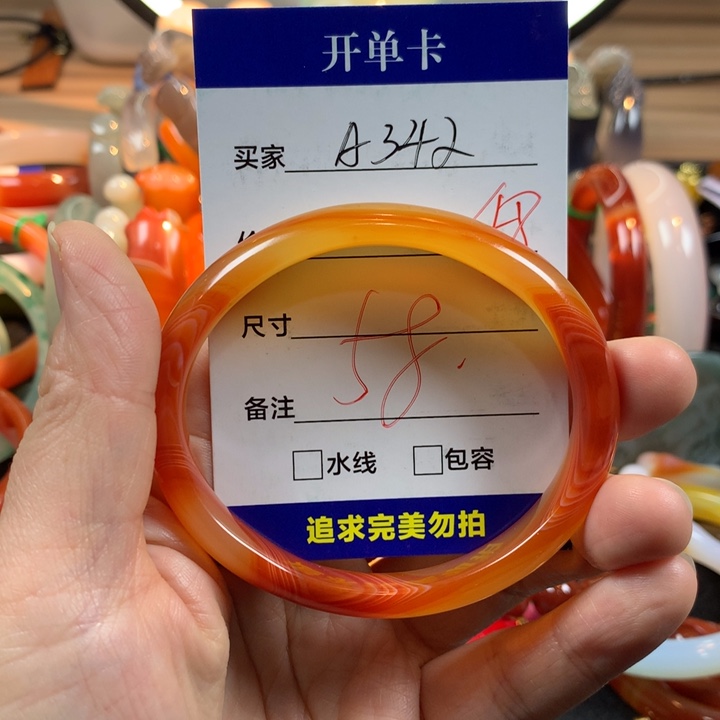 开单卡
买家 A342
尺寸 58.
备注
水线 包容
追求完美勿拍